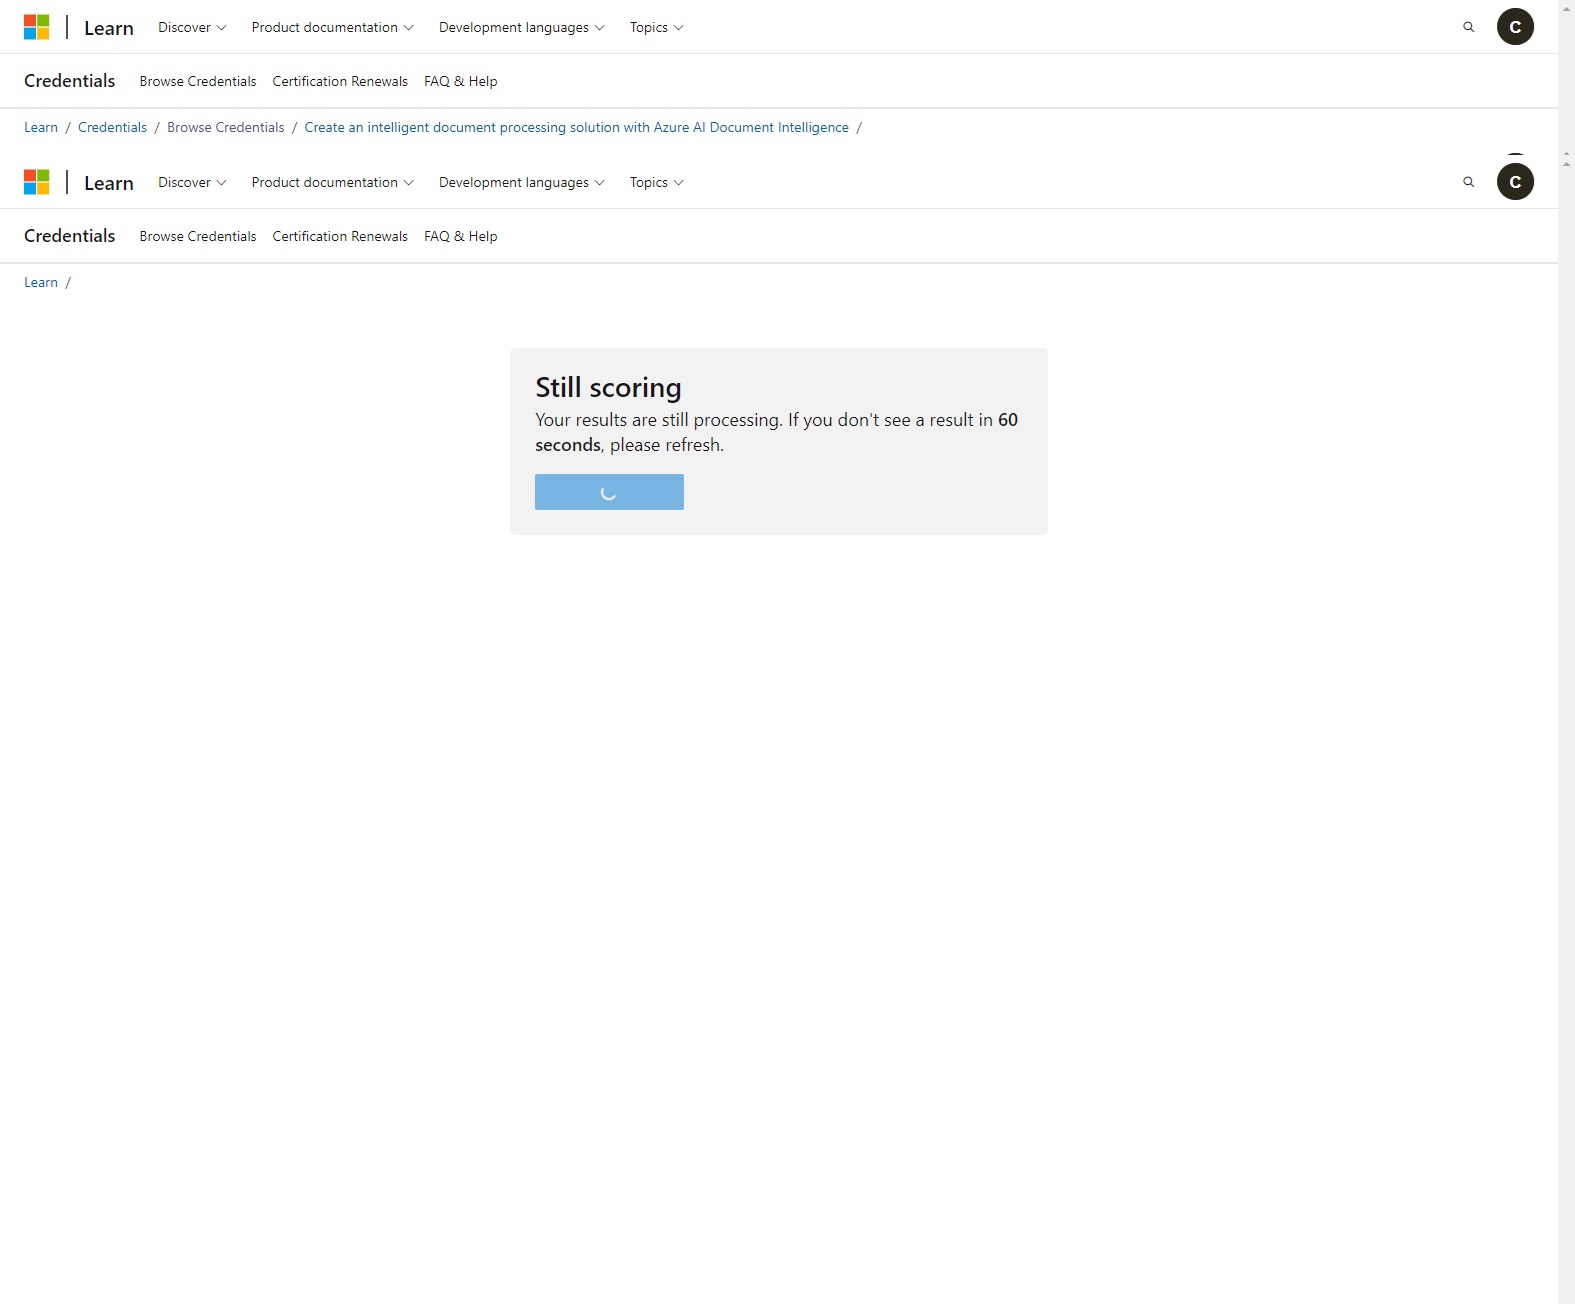 Learn Discover Product documentation Development languages Topics C
Credentials Browse Credentials Certification Renewals FAQ & Help
Learn / Credentials / Browse Credentials / Create an intelligent document processing solution with Azure AI Document Intelligence /
Learn Discover Product documentation Development languages Topics C
Credentials Browse Credentials Certification Renewals FAQ & Help
Learn /
Still scoring
Your results are still processing. If you don't see a result in 60
seconds, please refresh.